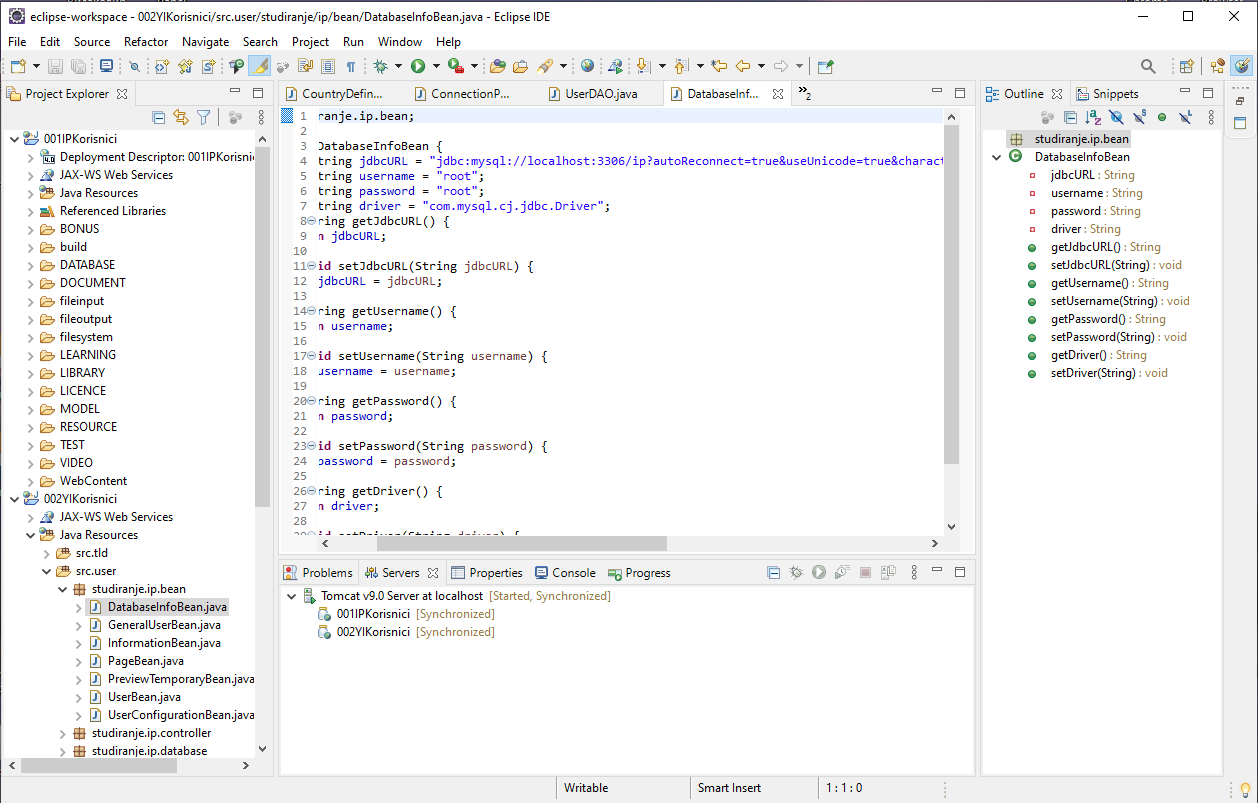 eclipse-workspace - 002YIKorisnici/src.user/studiranje/ip/bean/DatabaseInfoBean.java - Eclipse IDE
File Edit Source Refactor Navigate Search Project Run Window Help
Project Explorer
001IPKorisnici
Deployment Descriptor: 001IPKorisni
JAX-WS Web Services
Java Resources
Referenced Libraries
BONUS
build
DATABASE
DOCUMENT
fileinput
fileoutput
filesystem
LEARNING
LIBRARY
LICENCE
MODEL
RESOURCE
TEST
VIDEO
WebContent
002YIKorisnici
JAX-WS Web Services
Java Resources
src.tld
src.user
studiranje.ip.bean
DatabaseInfoBean.java
GeneralUserBean.java
InformationBean.java
PageBean.java
PreviewTemporaryBean.java
UserBean.java
UserConfigurationBean.java
studiranje.ip.controller
studiranje.ip.database
CountryDefin... ConnectionP... UserDAO.java DatabaseInf... »2
1 ranje.ip.bean;
2
3 DatabaseInfoBean {
4 tring jdbcURL = "jdbc:mysql://localhost:3306/ip?autoReconnect=true&useUnicode=true&charact
5 tring username = "root";
6 tring password = "root";
7 tring driver = "com.mysql.cj.jdbc.Driver";
8 ring getJdbcURL() {
9 n jdbcURL;
10
11 id setJdbcURL(String jdbcURL) {
12 jdbcURL = jdbcURL;
13
14 ring getUsername() {
15 n username;
16
17 id setUsername(String username) {
18 username = username;
19
20 ring getPassword() {
21 n password;
22
23 id setPassword(String password) {
24 password = password;
25
26 ring getDriver() {
27 n driver;
28
29 id setDriver(String driver) {
Problems Servers Properties Console Progress
Tomcat v9.0 Server at localhost [Started, Synchronized]
001IPKorisnici [Synchronized]
002YIKorisnici [Synchronized]
Outline Snippets
studiranje.ip.bean
DatabaseInfoBean
jdbcURL : String
username : String
password : String
driver : String
getJdbcURL() : String
setJdbcURL(String) : void
getUsername() : String
setUsername(String) : void
getPassword() : String
setPassword(String) : void
getDriver() : String
setDriver(String) : void
Writable Smart Insert 1 : 1 : 0